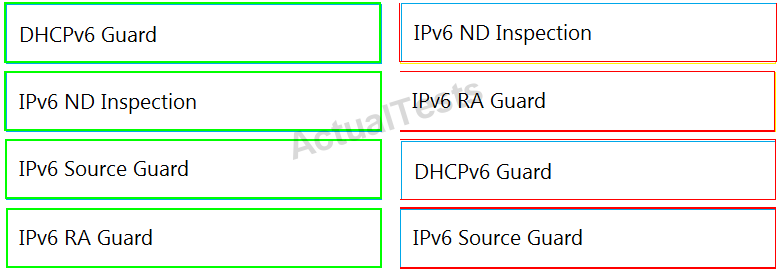 DHCPv6 Guard
IPv6 ND Inspection
IPv6 Source Guard
IPv6 RA Guard
IPv6 ND Inspection
IPv6 RA Guard
DHCPv6 Guard
IPv6 Source Guard
ActualTests